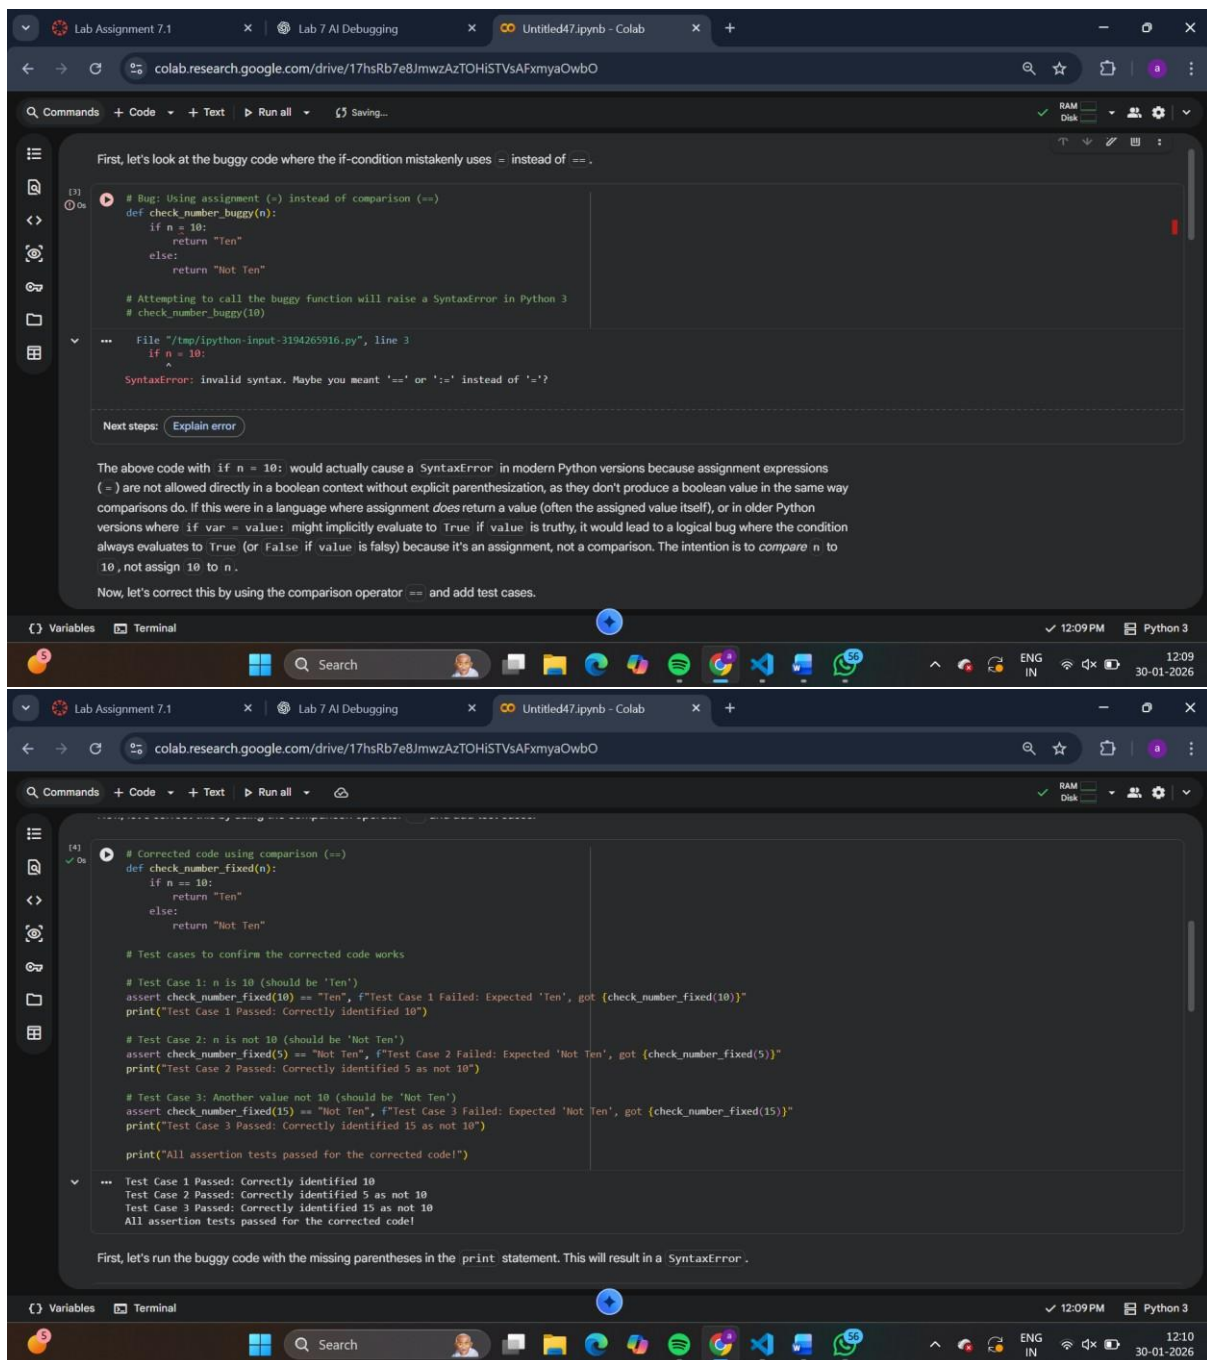 Lab Assignment 7.1
Lab 7 AI Debugging
Untitled47.ipynb - Colab
colab.research.google.com/drive/17hsRb7e8JmwzAzTOHiSTVsAFxmyaOwbO
a
Commands + Code + Text Run all Saving...
RAM
Disk
First, let's look at the buggy code where the if-condition mistakenly uses = instead of == .
[3]
0s
# Bug: Using assignment (=) instead of comparison (==)
def check_number_buggy(n):
if n = 10:
return "Ten"
else:
return "Not Ten"
# Attempting to call the buggy function will raise a SyntaxError in Python 3
# check_number_buggy(10)
... File "/tmp/ipython-input-3194265916.py", line 3
if n = 10:
^
SyntaxError: invalid syntax. Maybe you meant '==' or ':=' instead of '='?
Next steps: Explain error
The above code with if n = 10: would actually cause a SyntaxError in modern Python versions because assignment expressions
( = ) are not allowed directly in a boolean context without explicit parenthesization, as they don't produce a boolean value in the same way
comparisons do. If this were in a language where assignment does return a value (often the assigned value itself), or in older Python
versions where if var = value: might implicitly evaluate to True if value is truthy, it would lead to a logical bug where the condition
always evaluates to True (or False if value is falsy) because it's an assignment, not a comparison. The intention is to compare n to
10 , not assign 10 to n .
Now, let's correct this by using the comparison operator == and add test cases.
{} Variables Terminal
12:09 PM Python 3
5
Search
56
ENG
IN
12:09
30-01-2026
Lab Assignment 7.1
Lab 7 AI Debugging
Untitled47.ipynb - Colab
colab.research.google.com/drive/17hsRb7e8JmwzAzTOHiSTVsAFxmyaOwbO
a
Commands + Code + Text Run all
RAM
Disk
[4]
0s
# Corrected code using comparison (==)
def check_number_fixed(n):
if n == 10:
return "Ten"
else:
return "Not Ten"
# Test cases to confirm the corrected code works
# Test Case 1: n is 10 (should be 'Ten')
assert check_number_fixed(10) == "Ten", f"Test Case 1 Failed: Expected 'Ten', got {check_number_fixed(10)}"
print("Test Case 1 Passed: Correctly identified 10")
# Test Case 2: n is not 10 (should be 'Not Ten')
assert check_number_fixed(5) == "Not Ten", f"Test Case 2 Failed: Expected 'Not Ten', got {check_number_fixed(5)}"
print("Test Case 2 Passed: Correctly identified 5 as not 10")
# Test Case 3: Another value not 10 (should be 'Not Ten')
assert check_number_fixed(15) == "Not Ten", f"Test Case 3 Failed: Expected 'Not Ten', got {check_number_fixed(15)}"
print("Test Case 3 Passed: Correctly identified 15 as not 10")
print("All assertion tests passed for the corrected code!")
... Test Case 1 Passed: Correctly identified 10
Test Case 2 Passed: Correctly identified 5 as not 10
Test Case 3 Passed: Correctly identified 15 as not 10
All assertion tests passed for the corrected code!
First, let's run the buggy code with the missing parentheses in the print statement. This will result in a SyntaxError .
{} Variables Terminal
12:09 PM Python 3
5
Search
56
ENG
IN
12:10
30-01-2026